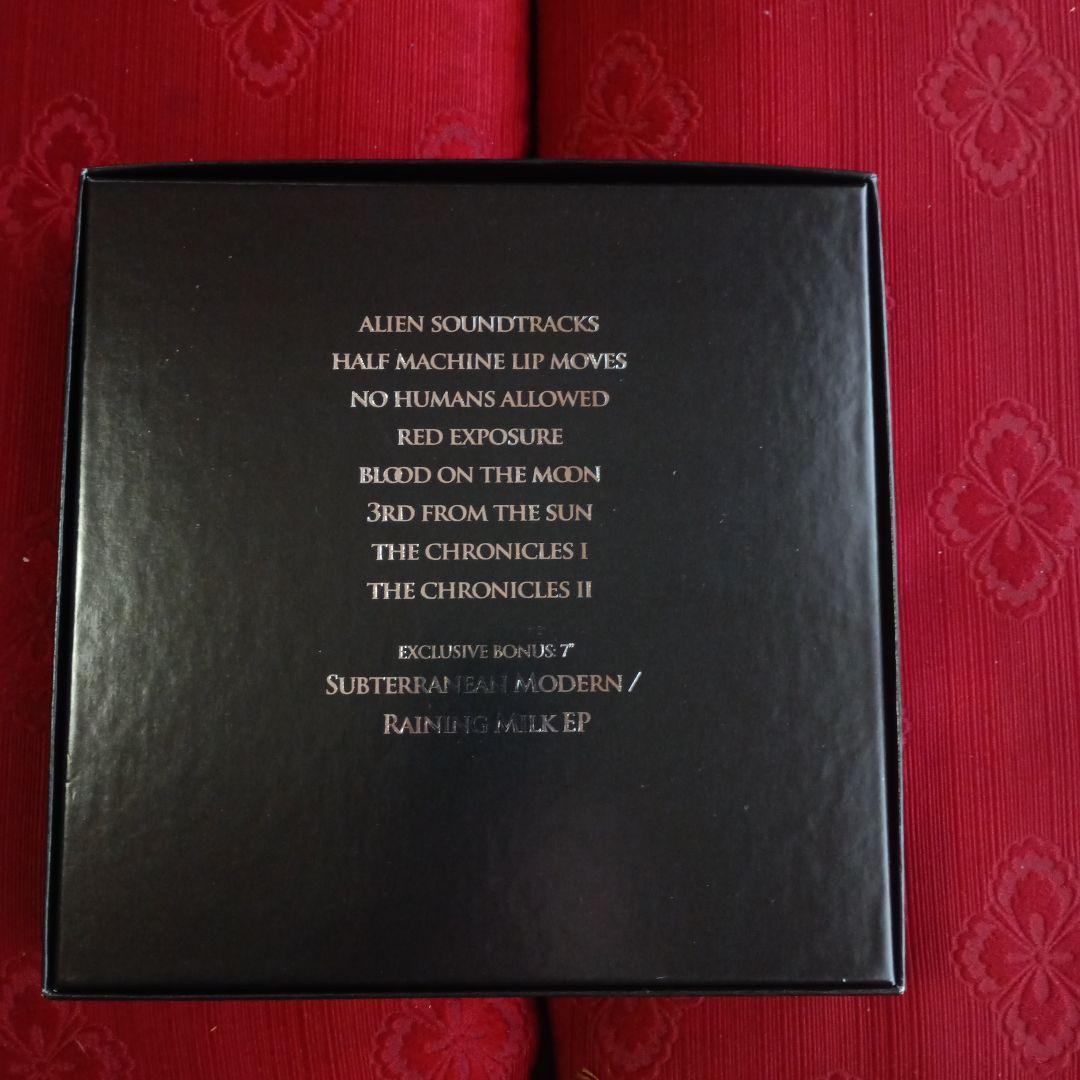 ALIEN SOUNDTRACKS
HALF MACHINE LIP MOVES
NO HUMANS ALLOWED
RED EXPOSURE
BLOOD ON THE MOON
3RD FROM THE SUN
THE CHRONICLES I
THE CHRONICLES II
EXCLUSIVE BONUS: 7"
SUBTERRANEAN MODERN /
RAINING MILK EP